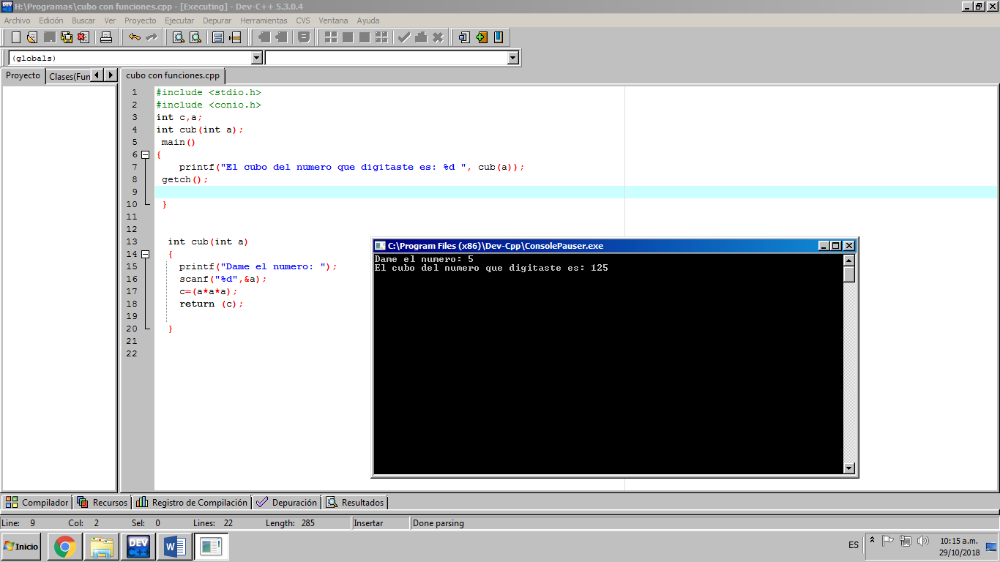 H:\Programas\cubo con funciones.cpp - [Executing] - Dev-C++ 5.3.0.4
Archivo Edición Buscar Ver Proyecto Ejecutar Depurar Herramientas CVS Ventana Ayuda
(globals)
Proyecto Clases(Fun cubo con funciones.cpp
1 #include <stdio.h>
2 #include <conio.h>
3 int c,a;
4 int cub(int a);
5 main()
6 {
7 printf("El cubo del numero que digitaste es: %d ", cub(a));
8 getch();
9
10 }
11
12
13 int cub(int a)
14 {
15 printf("Dame el numero: ");
16 scanf("%d",&a);
17 c=(a*a*a);
18 return (c);
19
20 }
21
22
C:\Program Files (x86)\Dev-Cpp\ConsolePauser.exe
Dame el numero: 5
El cubo del numero que digitaste es: 125
Compilador Recursos Registro de Compilación Depuración Resultados
Line: 9 Col: 2 Sel: 0 Lines: 22 Length: 285 Insertar Done parsing
Inicio DEV C++ W ES 10:15 a.m.
29/10/2018